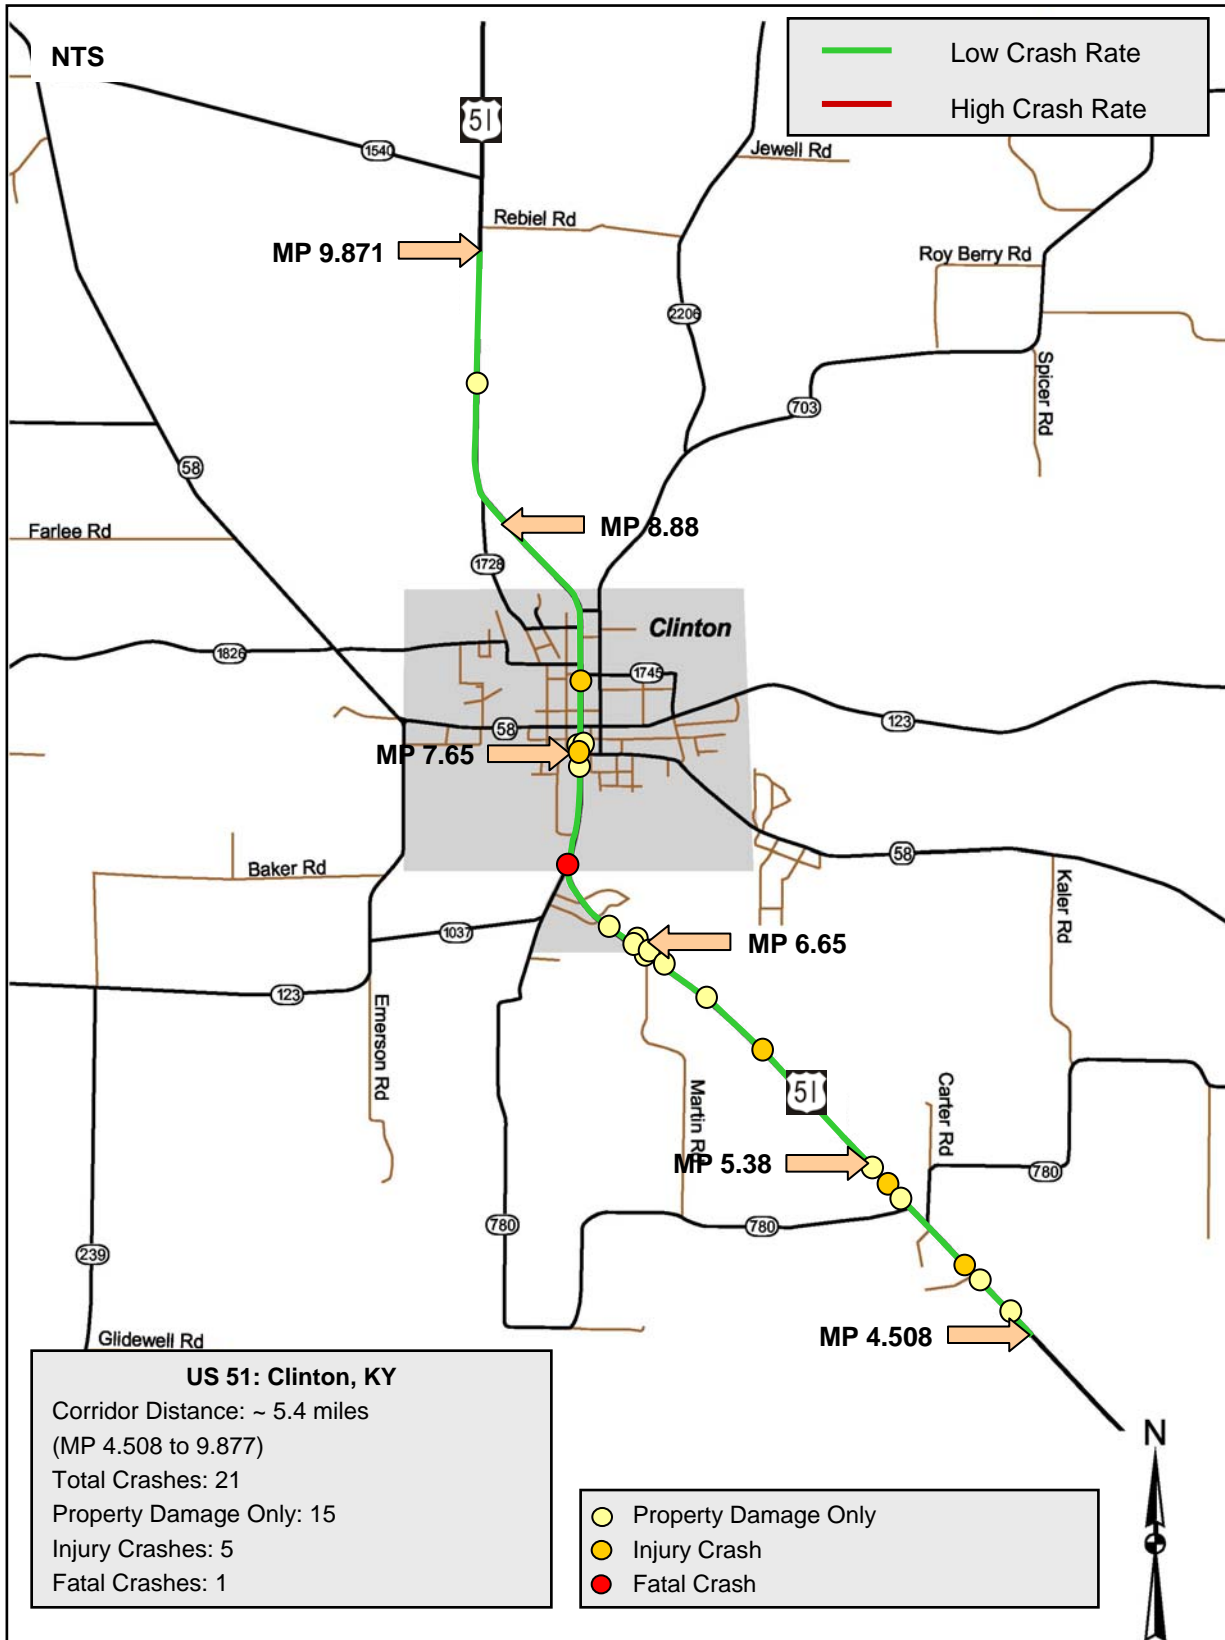 NTS
Low Crash Rate
High Crash Rate
51
1540
Jewell Rd
Rebiel Rd
MP 9.871
Roy Berry Rd
2206
Spicer Rd
703
58
Farlee Rd
MP 8.88
1728
Clinton
1826
1745
123
58
MP 7.65
58
Baker Rd
Kaler Rd
1037
MP 6.65
123
Emerson Rd
51
Martin Rd
Carter Rd
MP 5.38
780
780
780
239
MP 4.508
Glidewell Rd
US 51: Clinton, KY
Corridor Distance: ~ 5.4 miles
(MP 4.508 to 9.877)
Total Crashes: 21
Property Damage Only: 15
Injury Crashes: 5
Fatal Crashes: 1
Property Damage Only
Injury Crash
Fatal Crash
N